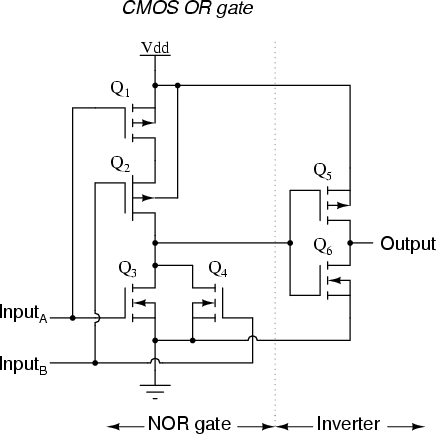 CMOS OR gate
Vdd
Q1
Q2
Q5
Output
Q6
Q3
Q4
InputA
InputB
NOR gate
Inverter